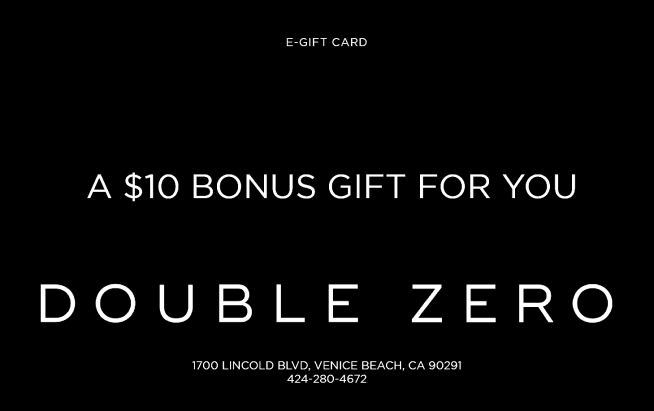 E-GIFT CARD
A $10 BONUS GIFT FOR YOU
DOUBLE ZERO
1700 LINCOLD BLVD, VENICE BEACH, CA 90291
424-280-4672